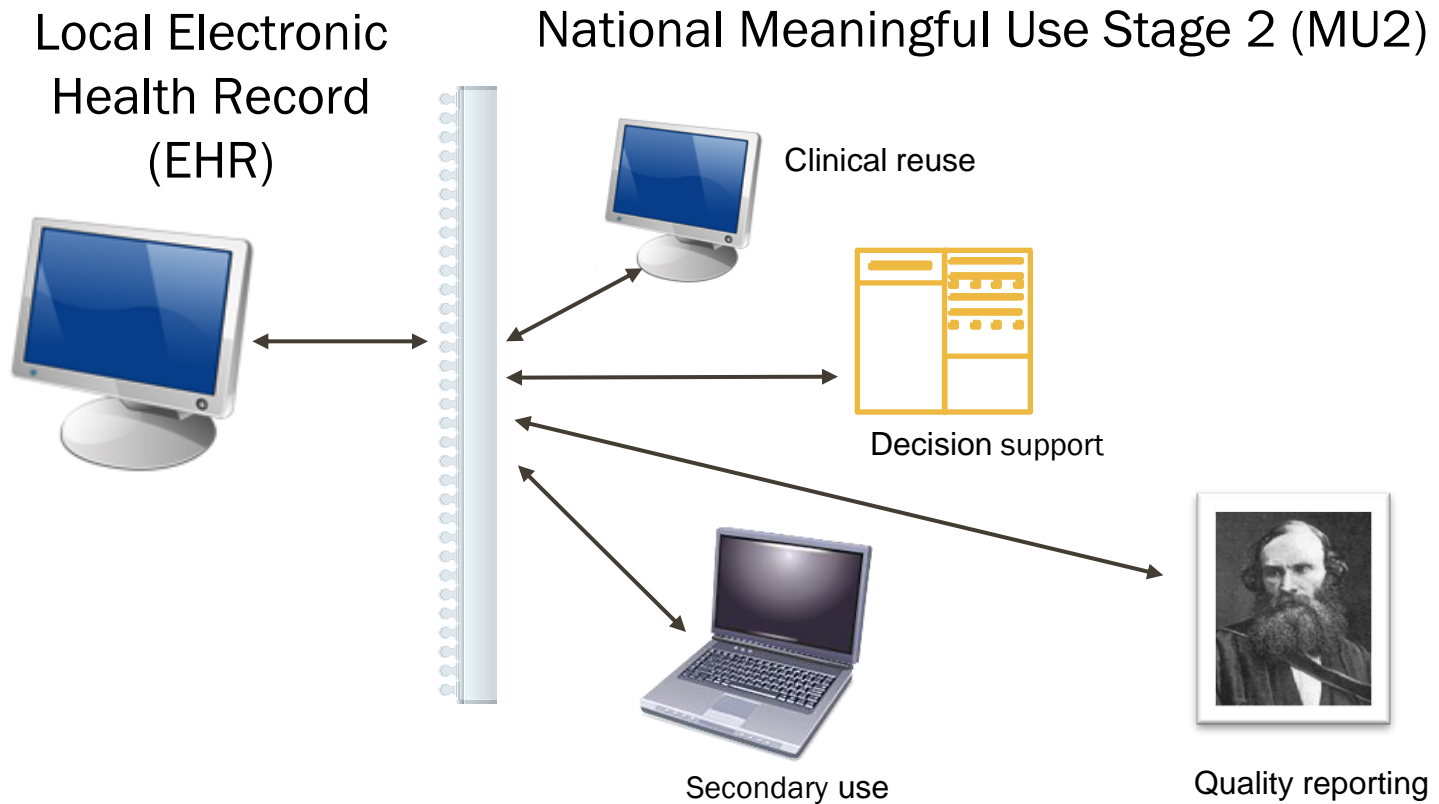 Local Electronic
Health Record
(EHR)
National Meaningful Use Stage 2 (MU2)
Clinical reuse
Decision support
Secondary use
Quality reporting